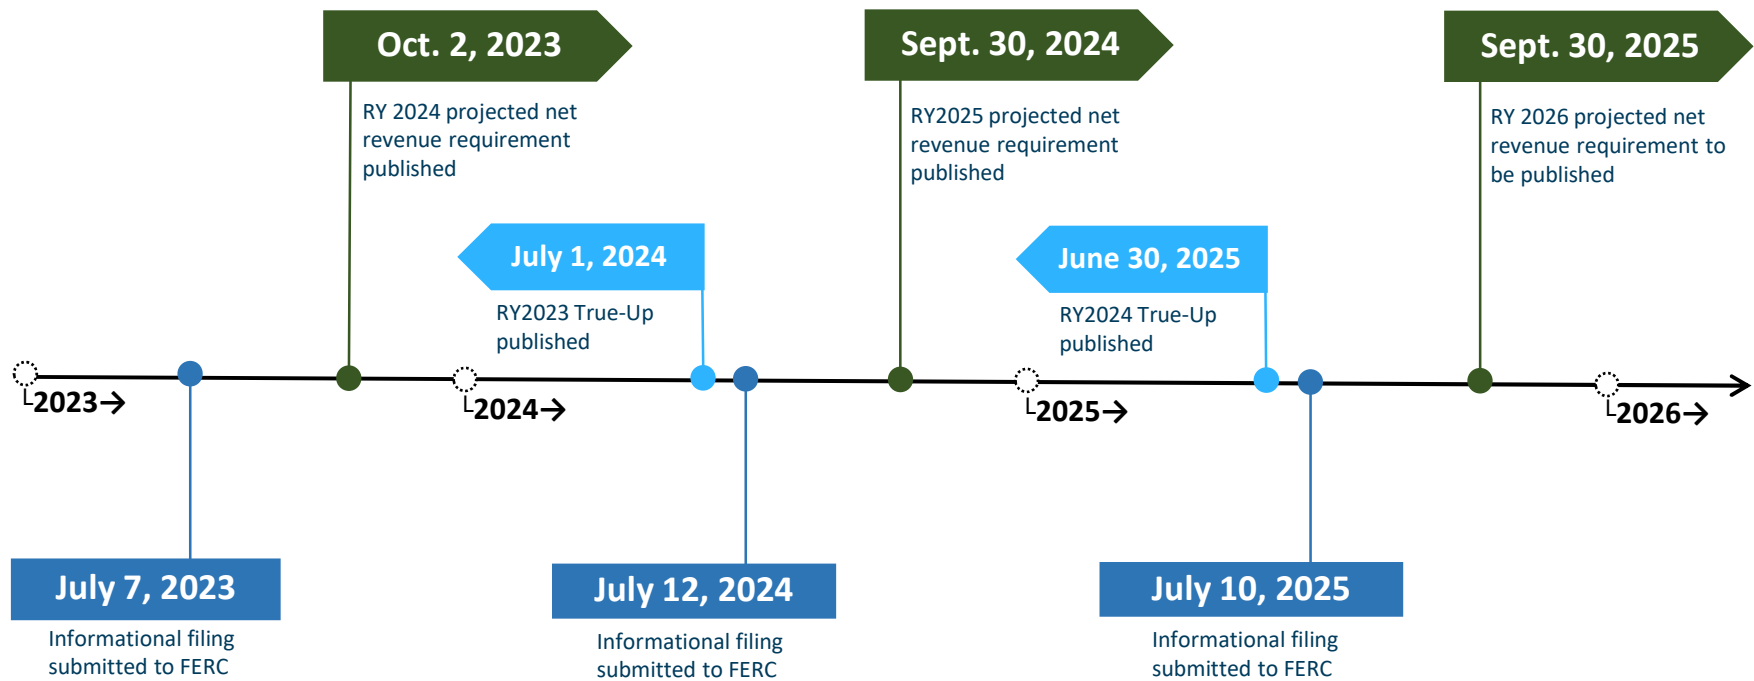 Oct. 2, 2023
RY 2024 projected net
revenue requirement
published
Sept. 30, 2024
RY2025 projected net
revenue requirement
published
Sept. 30, 2025
RY 2026 projected net
revenue requirement to
be published
July 1, 2024
RY2023 True-Up
published
June 30, 2025
RY2024 True-Up
published
└2023→
└2024→
└2025→
└2026→
July 7, 2023
Informational filing
submitted to FERC
July 12, 2024
Informational filing
submitted to FERC
July 10, 2025
Informational filing
submitted to FERC